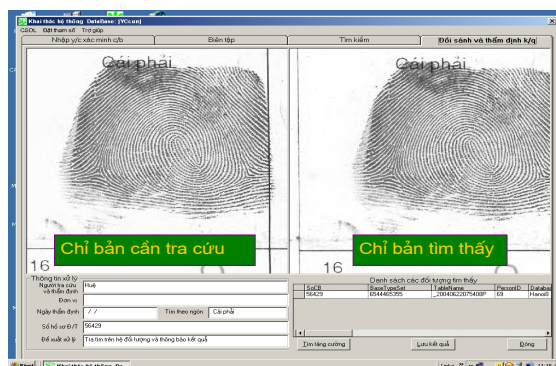 Khai thác hệ thống DataBase: [YCcun]
CSDL Đặt tham số Trợ giúp
Nhập y/c xác minh c/b Biên tập Tìm kiếm Đối sánh và thẩm định k/q
Cái phải Cái phải
Chỉ bản cần tra cứu Chỉ bản tìm thấy
16 16
Thông tin xử lý Danh sách các đối tượng tìm thấy
Người tra cứu và thẩm định Huệ
SoCB BaseTypeSet TableName PersonID Databa
56429 6544465355 _20040622075408P 69 Hanoi0
Đơn vị
Ngày thẩm định / / Tìm theo ngón Cái phải
Số hồ sơ Đ/T 56429
Đề xuất xử lý Tra tìm trên hệ đối tượng và thông báo kết quả
Tìm tăng cường Lưu kết quả Đóng